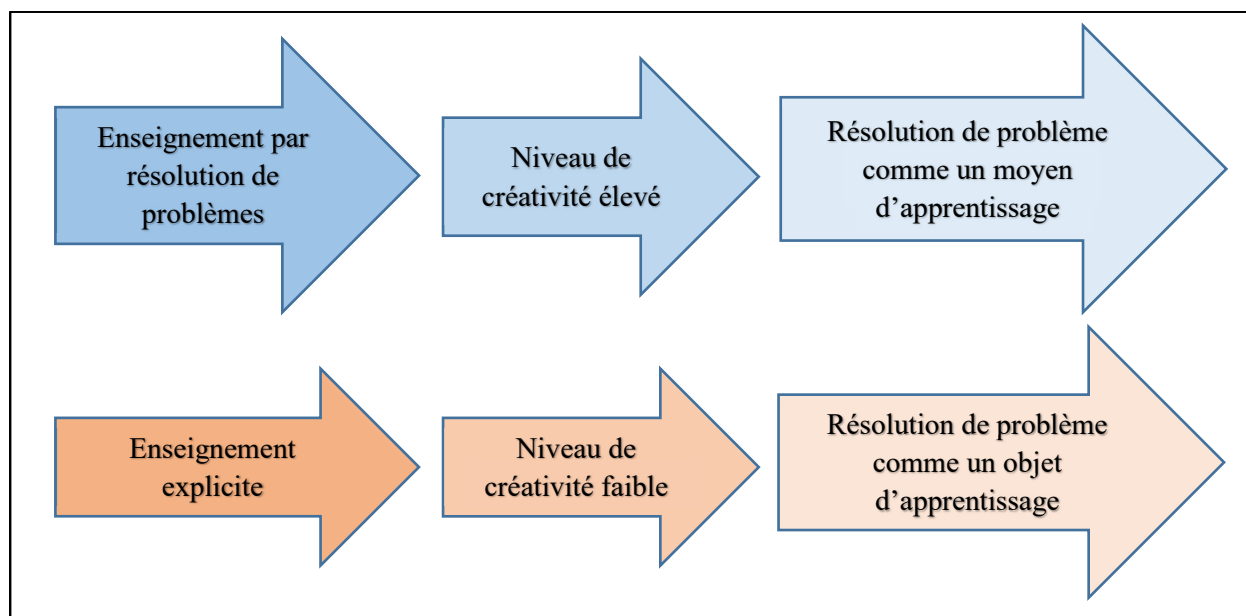 Enseignement par
résolution de
problèmes
Niveau de
créativité élevé
Résolution de problème
comme un moyen
d’apprentissage
Enseignement
explicite
Niveau de
créativité faible
Résolution de problème
comme un objet
d’apprentissage